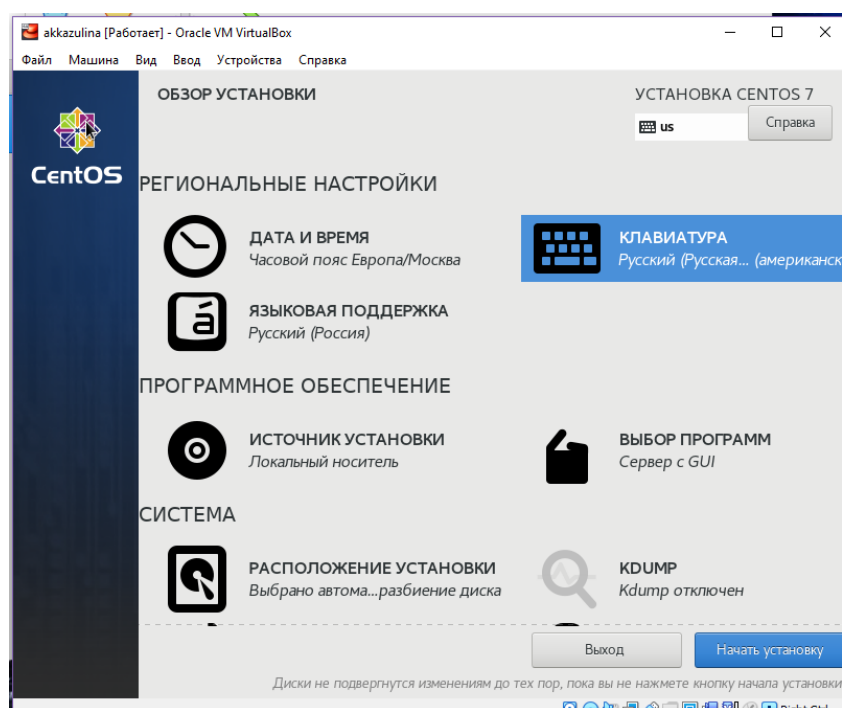 akkazulina [Работает] - Oracle VM VirtualBox
Файл Машина Вид Ввод Устройства Справка
ОБЗОР УСТАНОВКИ
УСТАНОВКА CENTOS 7
us
Справка
CentOS
РЕГИОНАЛЬНЫЕ НАСТРОЙКИ
ДАТА И ВРЕМЯ
Часовой пояс Европа/Москва
КЛАВИАТУРА
Русский (Русская... (американск
ЯЗЫКОВАЯ ПОДДЕРЖКА
Русский (Россия)
ПРОГРАММНОЕ ОБЕСПЕЧЕНИЕ
ИСТОЧНИК УСТАНОВКИ
Локальный носитель
ВЫБОР ПРОГРАММ
Сервер с GUI
СИСТЕМА
РАСПОЛОЖЕНИЕ УСТАНОВКИ
Выбрано автома...разбиение диска
KDUMP
Kdump отключен
Выход
Начать установку
Диски не подвергнутся изменениям до тех пор, пока вы не нажмете кнопку начала установки
Right Ctrl